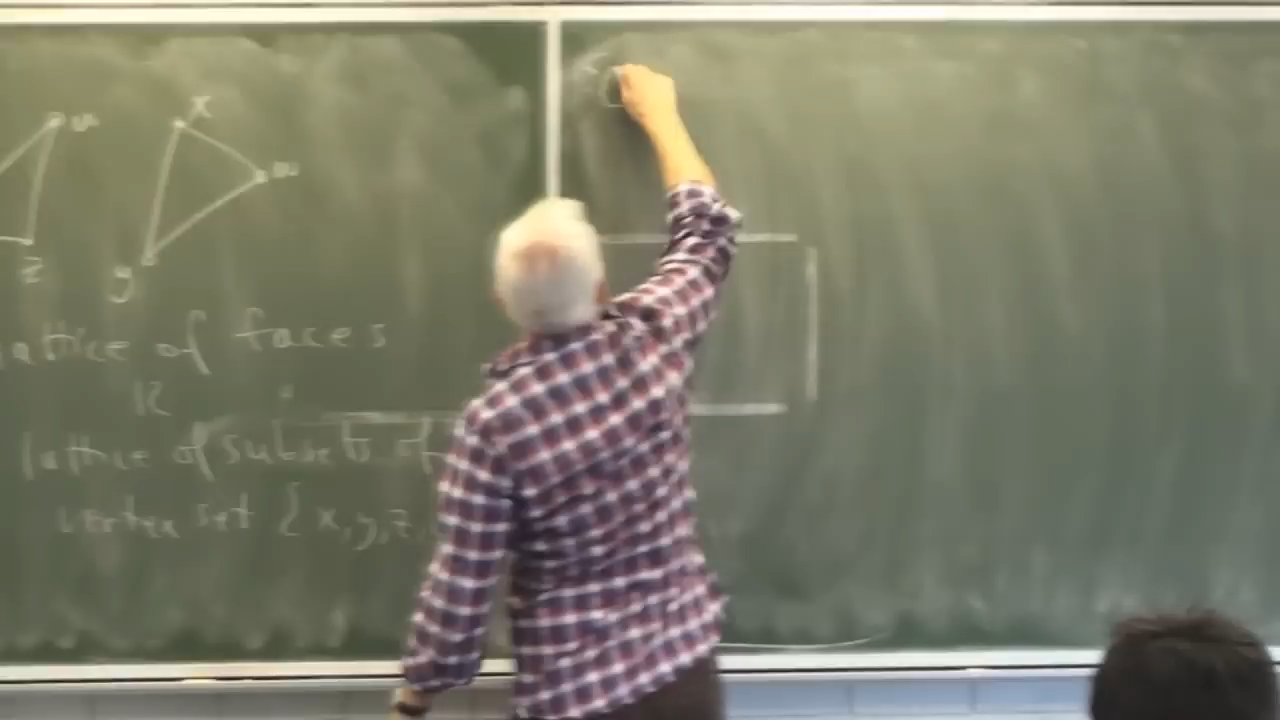 x
w
w
z
y
lattice of faces
lattice of subsets of
vertex set {x,y,z,